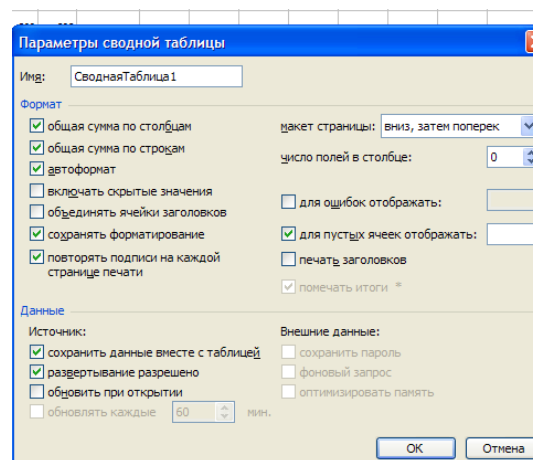 Параметры сводной таблицы
Имя: СводнаяТаблица1
Формат
общая сумма по столбцам
общая сумма по строкам
автоформат
включать скрытые значения
объединять ячейки заголовков
сохранять форматирование
повторять подписи на каждой
странице печати
макет страницы: вниз, затем поперек
число полей в столбце: 0
для ошибок отображать:
для пустых ячеек отображать:
печать заголовков
помечать итоги *
Данные
Источник:
сохранить данные вместе с таблицей
развертывание разрешено
обновить при открытии
обновлять каждые 60 мин.
Внешние данные:
сохранить пароль
фоновый запрос
оптимизировать память
ОК Отмена